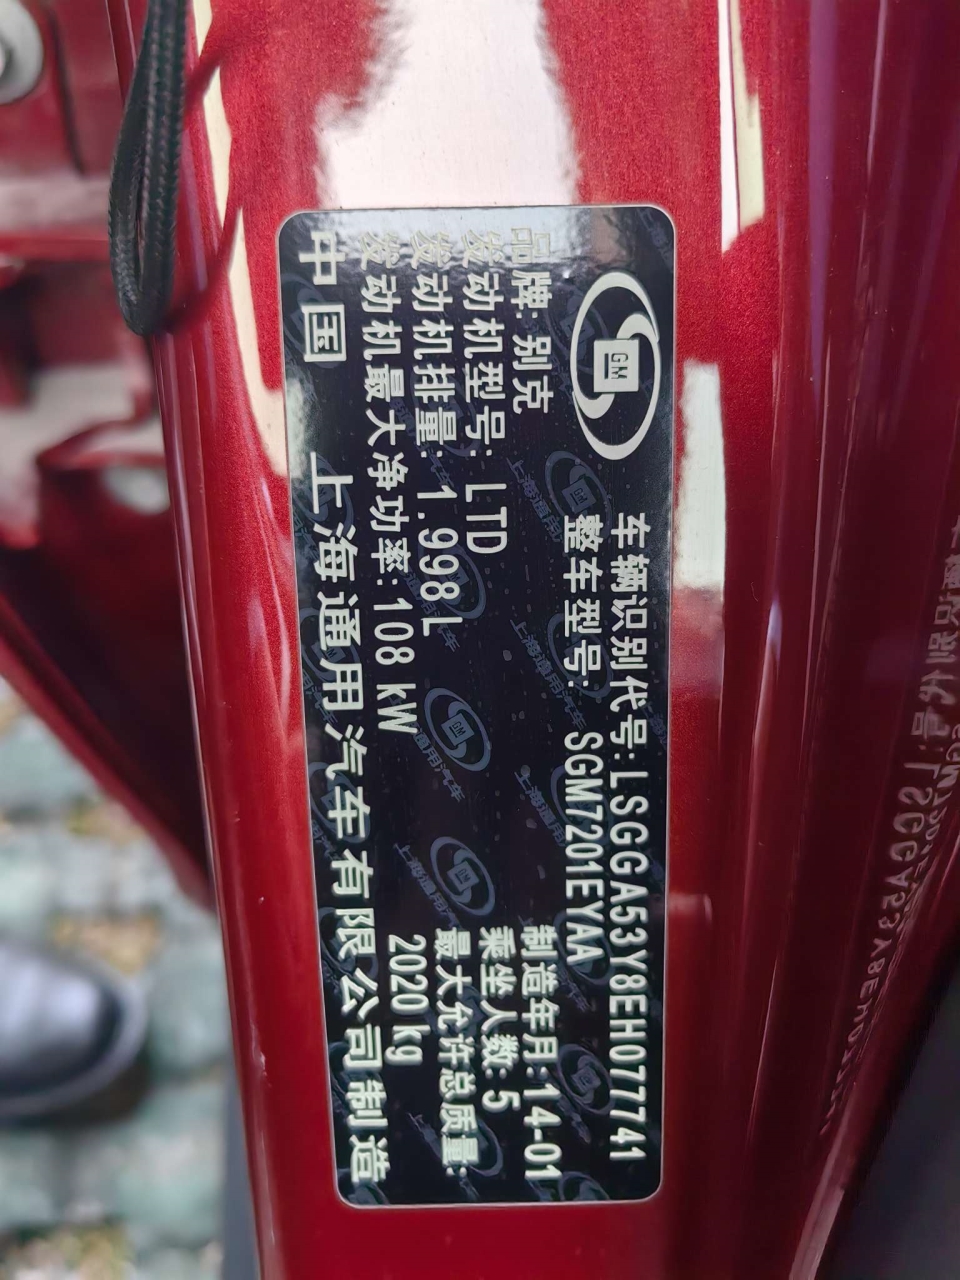 GM
车辆识别代号:LSGGA53Y8EH077741
整车型号: SGM7201EYAA
品牌: 别克
发动机型号: LTD
发动机排量: 1.998L
发动机最大净功率:108 kW
制造年月:14-01
乘坐人数: 5
最大允许总质量:
2020kg
中国 上海通用汽车有限公司制造